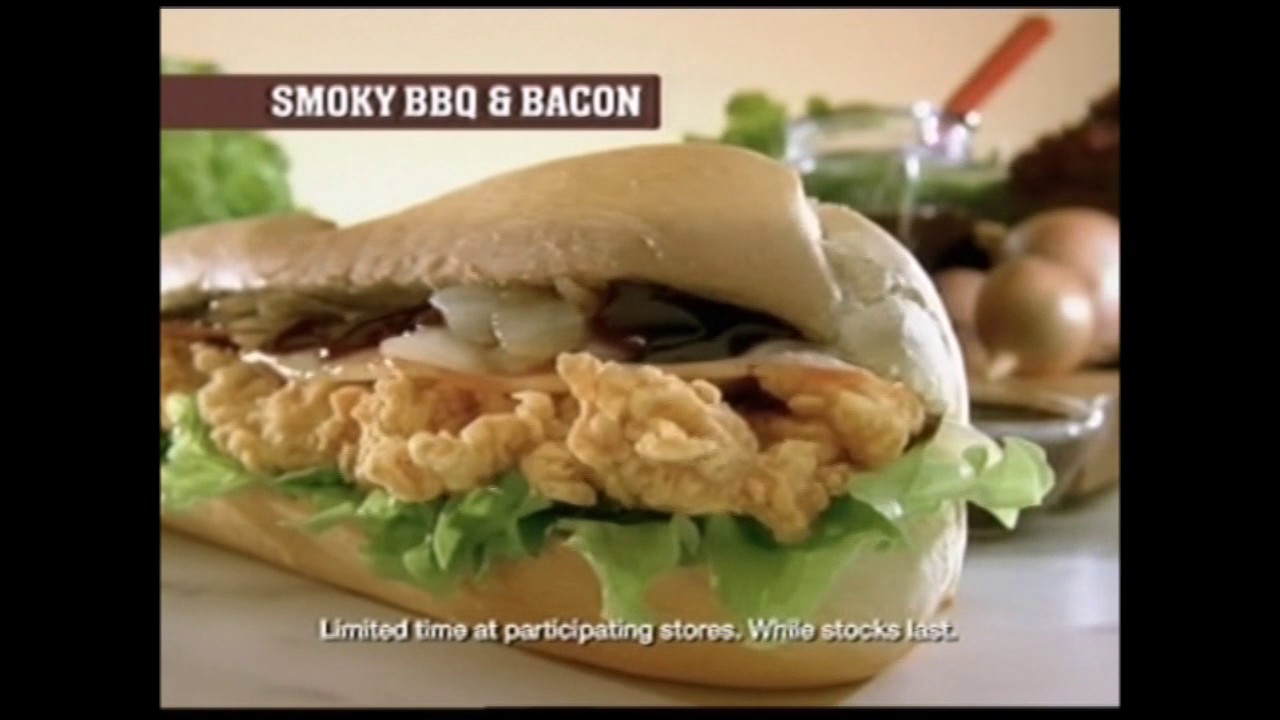 SMOKY BBQ & BACON
Limited time at participating stores. While stocks last.